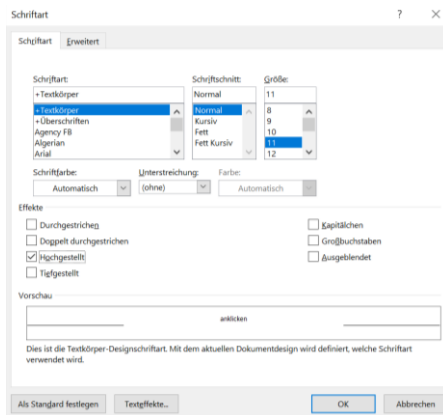 Schriftart ? ×
Schriftart Erweitert
Schriftart: Schriftschnitt: Größe:
+Textkörper Normal 11
+Textkörper Normal 8
+Überschriften Kursiv 9
Agency FB Fett 10
Algerian Fett Kursiv 11
Arial 12
Schriftfarbe: Unterstreichung: Farbe:
Automatisch (ohne) Automatisch
Effekte
Durchgestrichen Kapitälchen
Doppelt durchgestrichen Großbuchstaben
Hochgestellt Ausgeblendet
Tiefgestellt
Vorschau
anklicken
Dies ist die Textkörper-Designschriftart. Mit dem aktuellen Dokumentdesign wird definiert, welche Schriftart
verwendet wird.
Als Standard festlegen Texteffekte... OK Abbrechen